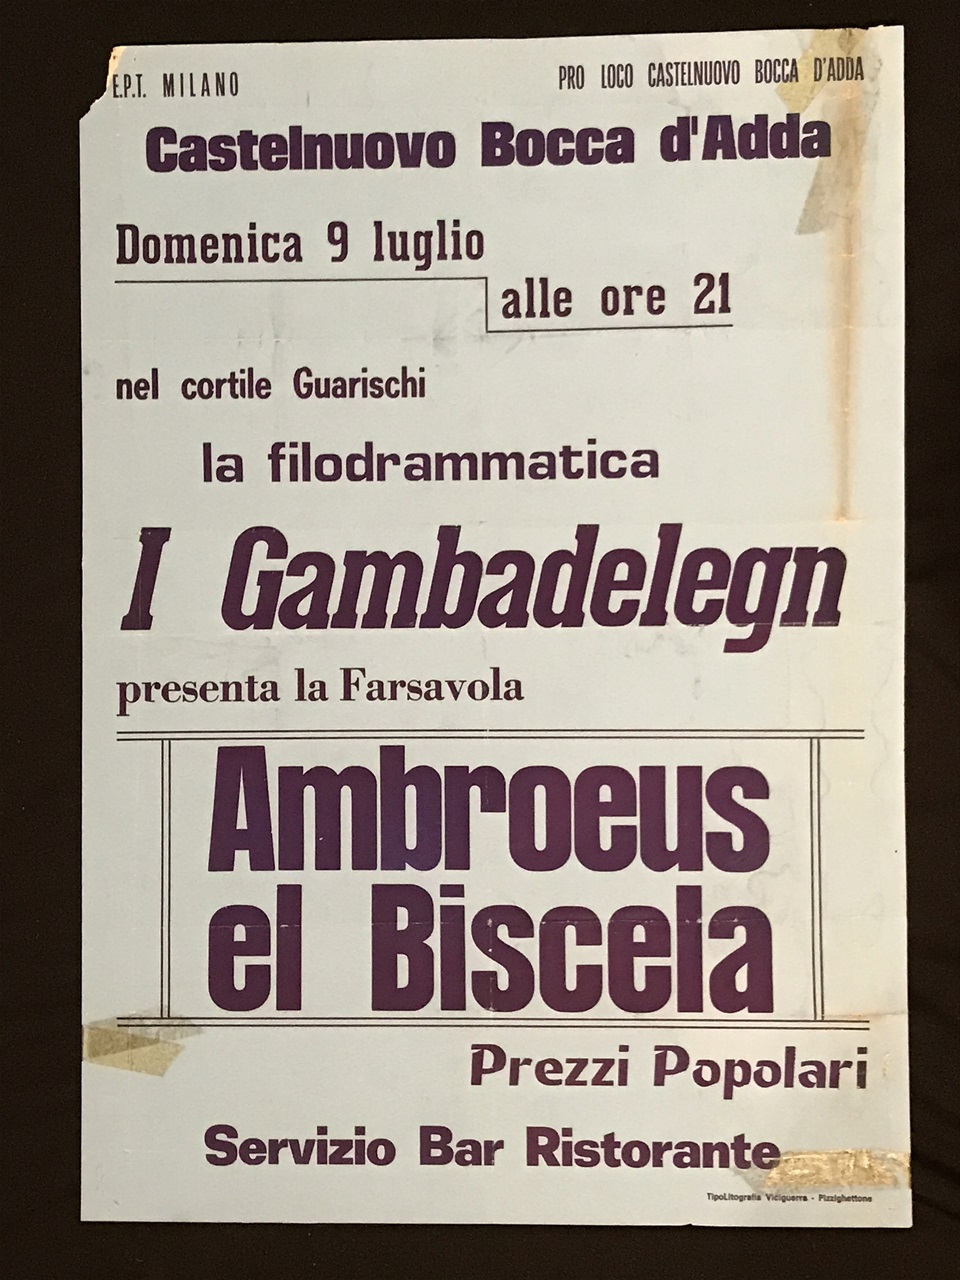 E.P.T. MILANO
PRO LOCO CASTELNUOVO BOCCA D'ADDA
Castelnuovo Bocca d'Adda
Domenica 9 luglio
alle ore 21
nel cortile Guarischi
la filodrammatica
I Gambadelegn
presenta la Farsavola
Ambroeus
el Biscela
Prezzi Popolari
Servizio Bar Ristorante
TipoLitografia Viciguerra - Pizzighettone